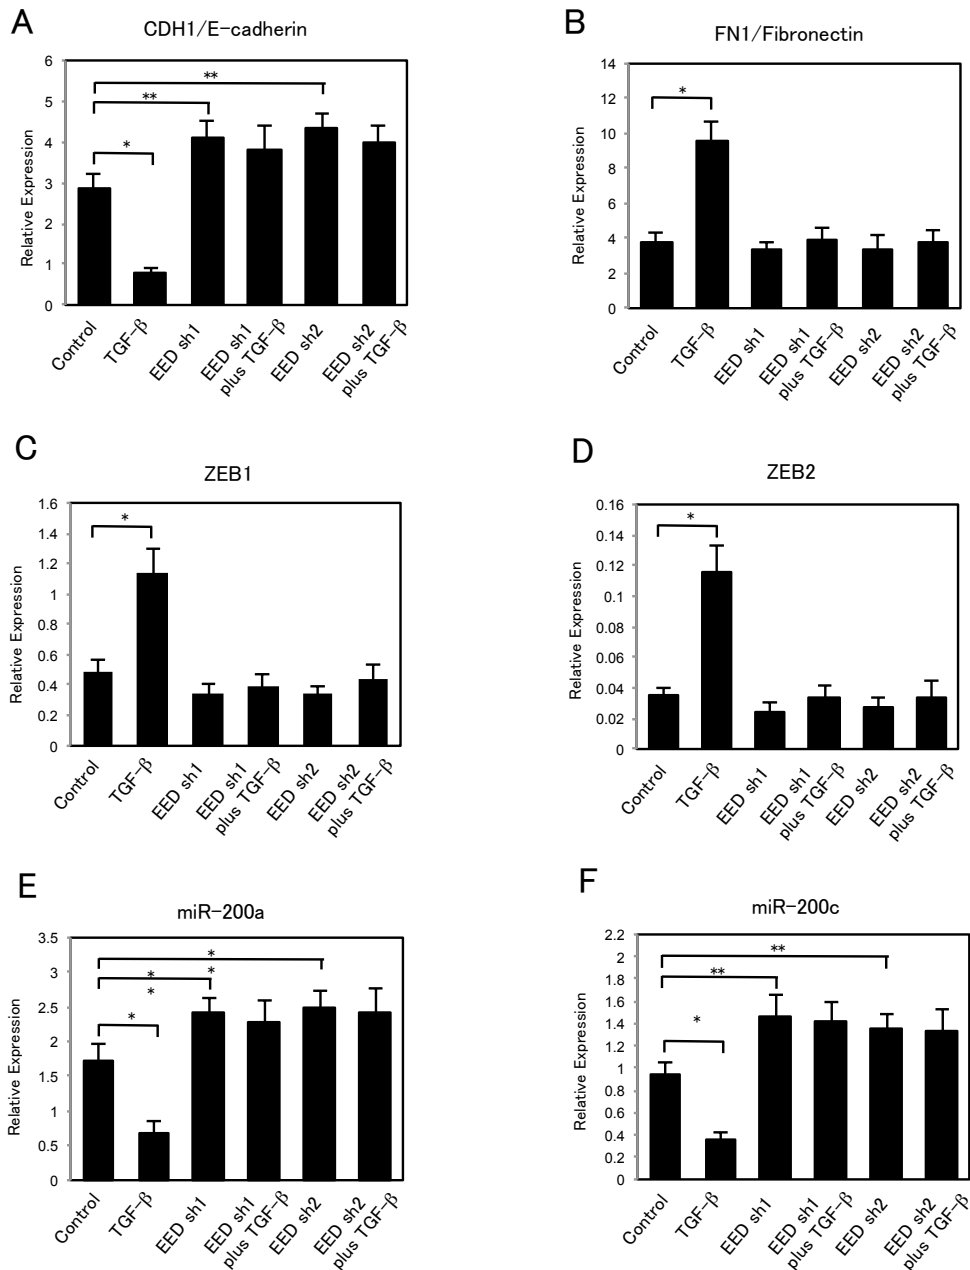 A
CDH1/E-cadherin
Relative Expression
6
5
4
3
2
1
0
**
**
*
Control
TGF-β
EED sh1
EED sh1
plus TGF-β
EED sh2
EED sh2
plus TGF-β
B
FN1/Fibronectin
Relative Expression
14
12
10
8
6
4
2
0
*
Control
TGF-β
EED sh1
EED sh1
plus TGF-β
EED sh2
EED sh2
plus TGF-β
C
ZEB1
Relative Expression
1.6
1.4
1.2
1
0.8
0.6
0.4
0.2
0
*
Control
TGF-β
EED sh1
EED sh1
plus TGF-β
EED sh2
EED sh2
plus TGF-β
D
ZEB2
Relative Expression
0.16
0.14
0.12
0.1
0.08
0.06
0.04
0.02
0
*
Control
TGF-β
EED sh1
EED sh1
plus TGF-β
EED sh2
EED sh2
plus TGF-β
E
miR-200a
Relative Expression
3.5
3
2.5
2
1.5
1
0.5
0
*
*
*
*
*
Control
TGF-β
EED sh1
EED sh1
plus TGF-β
EED sh2
EED sh2
plus TGF-β
F
miR-200c
Relative Expression
2.2
2
1.8
1.6
1.4
1.2
1
0.8
0.6
0.4
0.2
0
**
**
*
Control
TGF-β
EED sh1
EED sh1
plus TGF-β
EED sh2
EED sh2
plus TGF-β